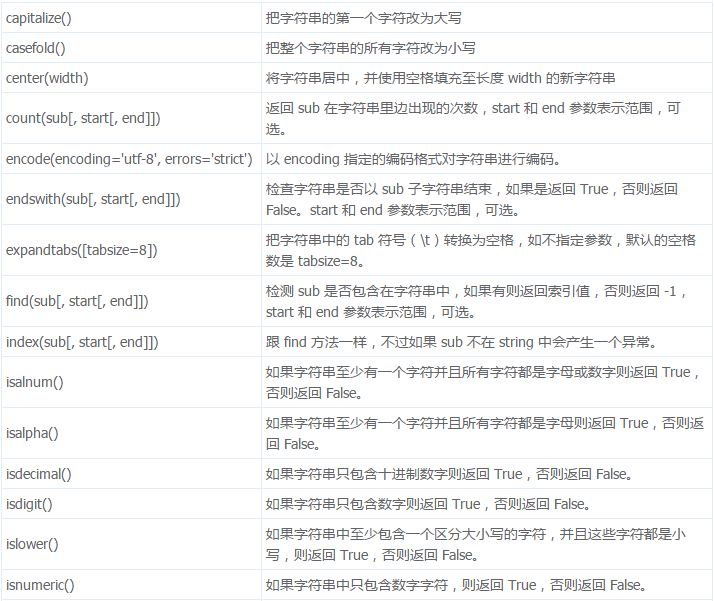 capitalize() 把字符串的第一个字符改为大写
casefold() 把整个字符串的所有字符改为小写
center(width) 将字符串居中，并使用空格填充至长度 width 的新字符串
count(sub[, start[, end]]) 返回 sub 在字符串里边出现的次数，start 和 end 参数表示范围，可
选。
encode(encoding='utf-8', errors='strict') 以 encoding 指定的编码格式对字符串进行编码。
endswith(sub[, start[, end]]) 检查字符串是否以 sub 子字符串结束，如果是返回 True，否则返回
False。start 和 end 参数表示范围，可选。
expandtabs([tabsize=8]) 把字符串中的 tab 符号（\t）转换为空格，如不指定参数，默认的空格
数是 tabsize=8。
find(sub[, start[, end]]) 检测 sub 是否包含在字符串中，如果有则返回索引值，否则返回 -1，
start 和 end 参数表示范围，可选。
index(sub[, start[, end]]) 跟 find 方法一样，不过如果 sub 不在 string 中会产生一个异常。
isalnum() 如果字符串至少有一个字符并且所有字符都是字母或数字则返回 True，
否则返回 False。
isalpha() 如果字符串至少有一个字符并且所有字符都是字母则返回 True，否则返
回 False。
isdecimal() 如果字符串只包含十进制数字则返回 True，否则返回 False。
isdigit() 如果字符串只包含数字则返回 True，否则返回 False。
islower() 如果字符串中至少包含一个区分大小写的字符，并且这些字符都是小
写，则返回 True，否则返回 False。
isnumeric() 如果字符串中只包含数字字符，则返回 True，否则返回 False。